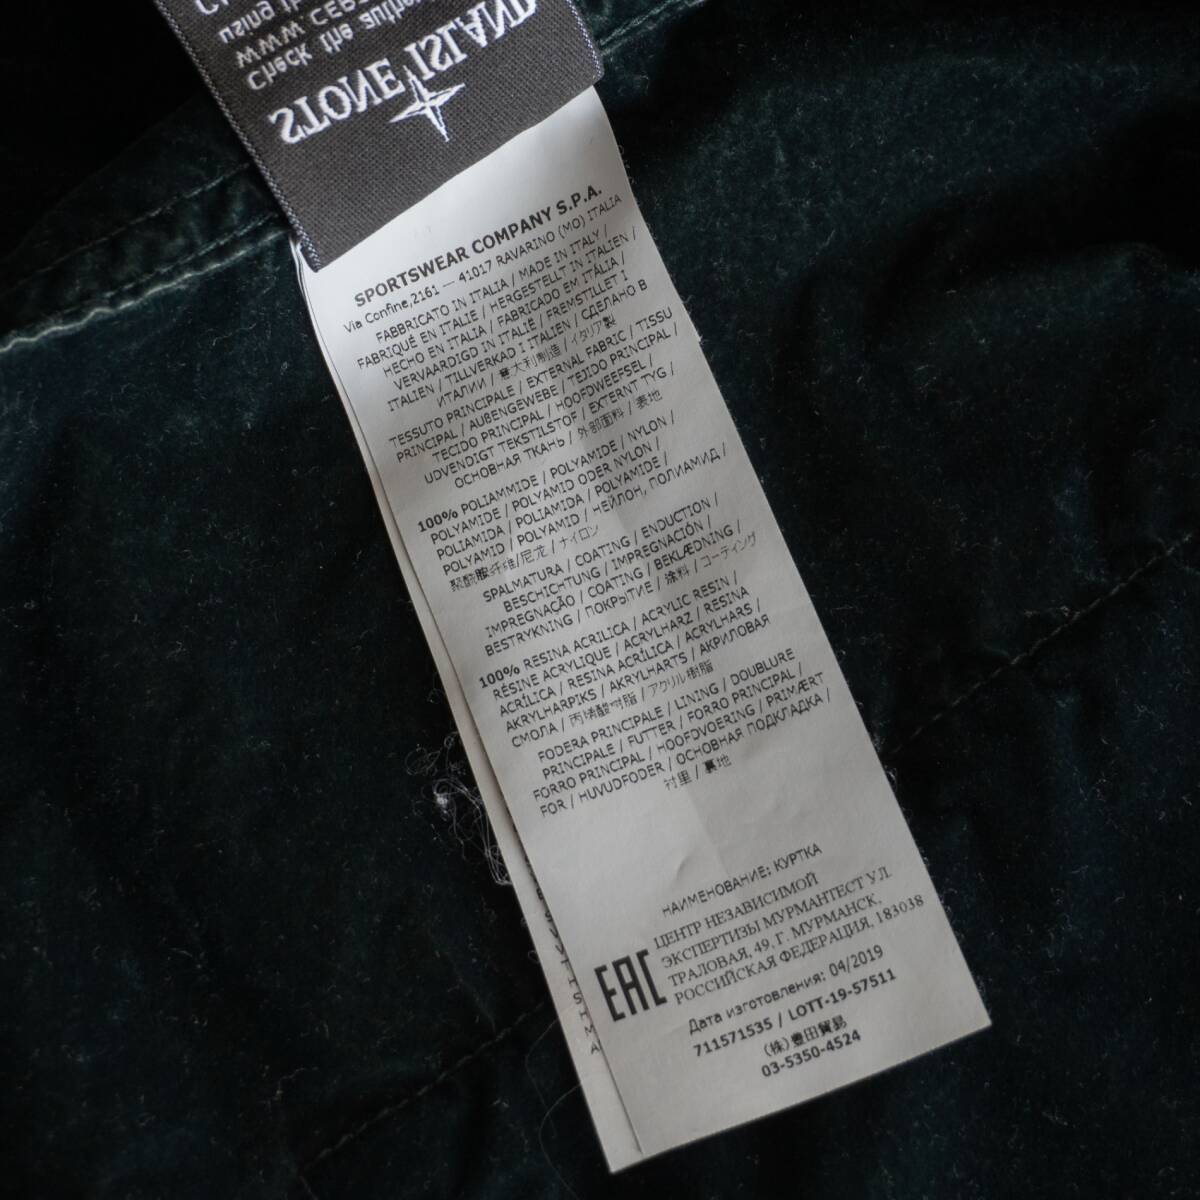 STONE ISLAND
Check the authen
www.CERT
using th
SPORTSWEAR COMPANY S.P.A.
Via Confine,2161 — 41017 RAVARINO (MO) ITALIA
FABBRICATO IN ITALIA / MADE IN ITALY /
FABRIQUÉ EN ITALIE / HERGESTELLT IN ITALIEN /
HECHO EN ITALIA / FABRICADO EM ITÁLIA /
VERVAARDIGD IN ITALIË / FREMSTILLET I
ITALIEN / TILLVERKAD I ITALIEN / СДЕЛАНО В
ИТАЛИИ / 意大利制造 / イタリア製
TESSUTO PRINCIPALE / EXTERNAL FABRIC / TISSU
PRINCIPAL / AUßENGEWEBE / TEJIDO PRINCIPAL /
TECIDO PRINCIPAL / HOOFDWEEFSEL /
UDVENDIGT TEKSTILSTOF / EXTERNT TYG /
ОСНОВНАЯ ТКАНЬ / 外部面料 / 表地
100% POLIAMMIDE / POLYAMIDE / NYLON /
POLYAMIDE / POLYAMID ODER NYLON /
POLIAMIDA / POLIAMIDA / POLYAMIDE /
POLYAMID / POLYAMID / НЕЙЛОН, ПОЛИАМИД /
聚酰胺纤维/尼龙 / ナイロン
SPALMATURA / COATING / ENDUCTION /
BESCHICHTUNG / IMPREGNACIÓN /
IMPREGNAÇÃO / COATING / BEKLÆDNING /
BESTRYKNING / ПОКРЫТИЕ / 涂料 / コーティング
100% RESINA ACRILICA / ACRYLIC RESIN /
RÉSINE ACRYLIQUE / ACRYLHARZ / RESINA
ACRÍLICA / RESINA ACRÍLICA / ACRYLHARS /
AKRYLHARPIKS / AKRYLHARTS / АКРИЛОВАЯ
СМОЛА / 丙烯酸树脂 / アクリル樹脂
FODERA PRINCIPALE / LINING / DOUBLURE
PRINCIPALE / FUTTER / FORRO PRINCIPAL /
FORRO PRINCIPAL / HOOFDVOERING / PRIMÆRT
FOR / HUVUDFODER / ОСНОВНАЯ ПОДКЛАДКА /
衬里 / 裏地
НАИМЕНОВАНИЕ: КУРТКА
EAC
ЦЕНТР НЕЗАВИСИМОЙ
ЭКСПЕРТИЗЫ МУРМАНТЕСТ УЛ.
ТРАЛОВАЯ, 49, Г. МУРМАНСК,
РОССИЙСКАЯ ФЕДЕРАЦИЯ, 183038
Дата изготовления: 04/2019
711571535 / LOTT-19-57511
(株)豊田貿易
03-5350-4524